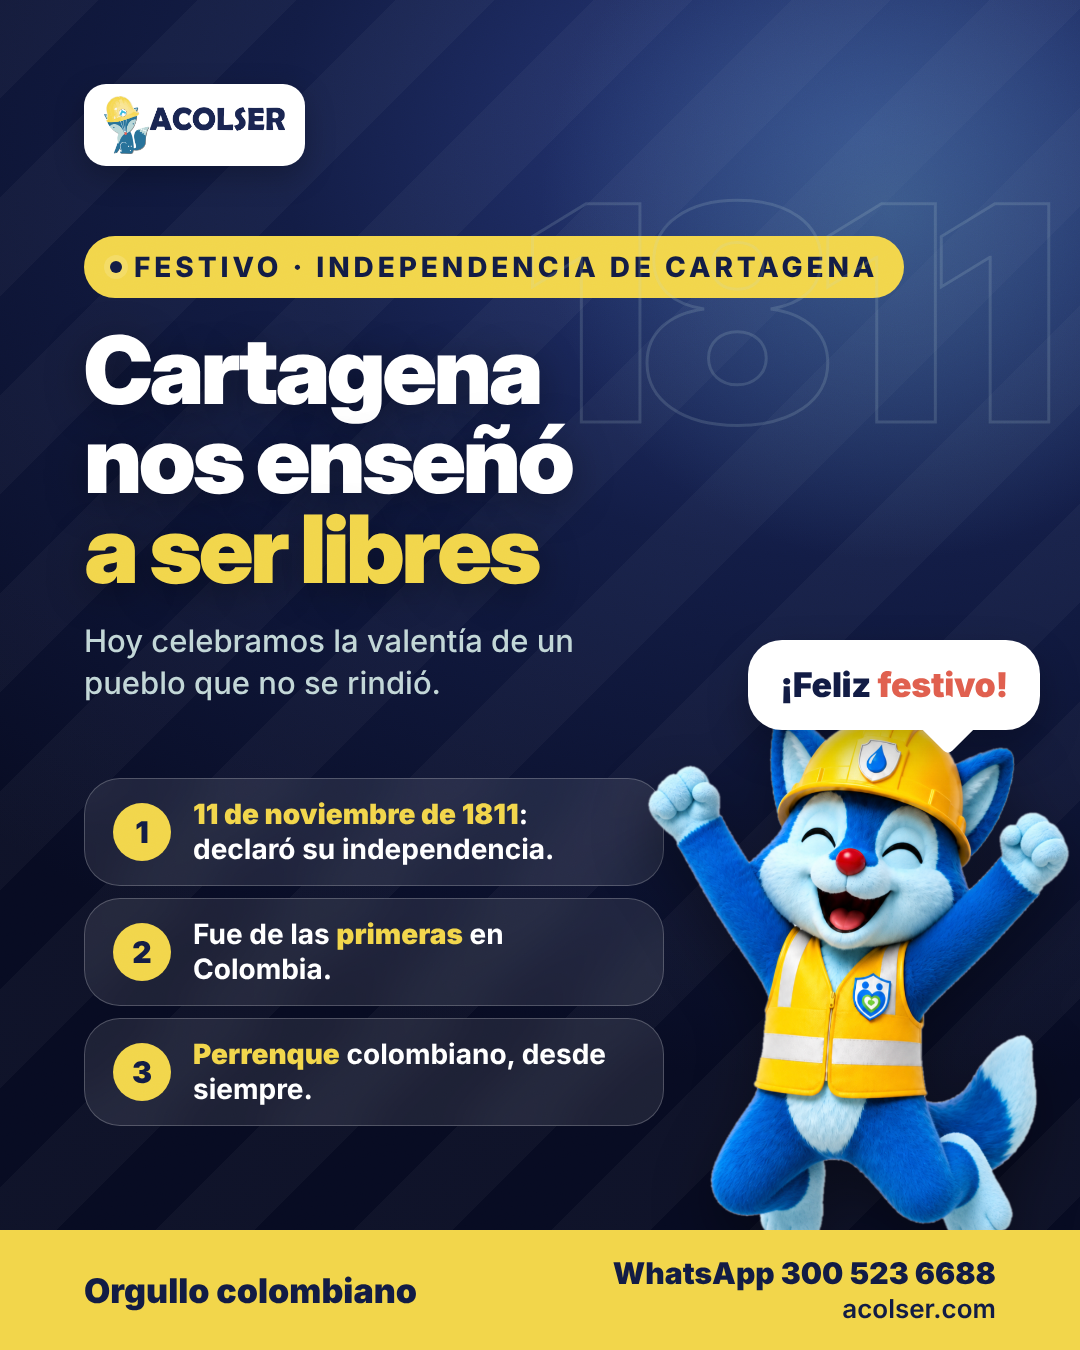 ACOLSER
FESTIVO · INDEPENDENCIA DE CARTAGENA
1811
Cartagena
nos enseñó
a ser libres
Hoy celebramos la valentía de un
pueblo que no se rindió.
¡Feliz festivo!
1
11 de noviembre de 1811:
declaró su independencia.
2
Fue de las primeras en
Colombia.
3
Perrenque colombiano, desde
siempre.
Orgullo colombiano
WhatsApp 300 523 6688
acolser.com